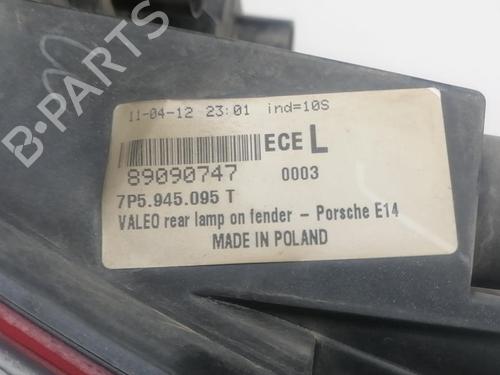 11-04-12 23:01 ind=10S
ECE L
89090747 0003
7P5.945.095 T
VALEO rear lamp on fender - Porsche E14
MADE IN POLAND
B-PARTS